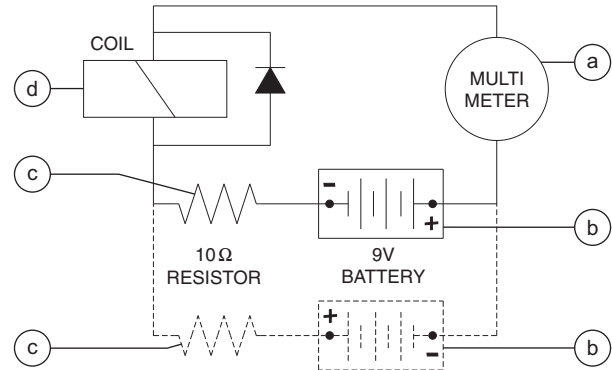 COIL
d
MULTI
METER
a
c
-
+
b
10Ω
RESISTOR
9V
BATTERY
c
+
-
b